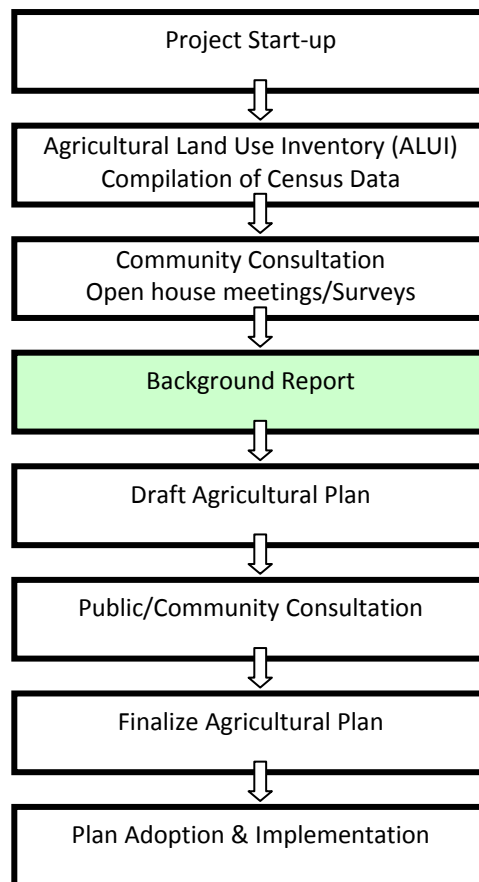 Project Start-up
Agricultural Land Use Inventory (ALUI)
Compilation of Census Data
Community Consultation
Open house meetings/Surveys
Background Report
Draft Agricultural Plan
Public/Community Consultation
Finalize Agricultural Plan
Plan Adoption & Implementation